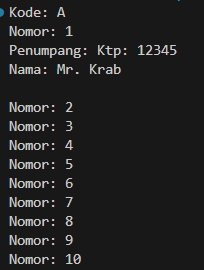 Kode: A
Nomor: 1
Penumpang: Ktp: 12345
Nama: Mr. Krab
Nomor: 2
Nomor: 3
Nomor: 4
Nomor: 5
Nomor: 6
Nomor: 7
Nomor: 8
Nomor: 9
Nomor: 10